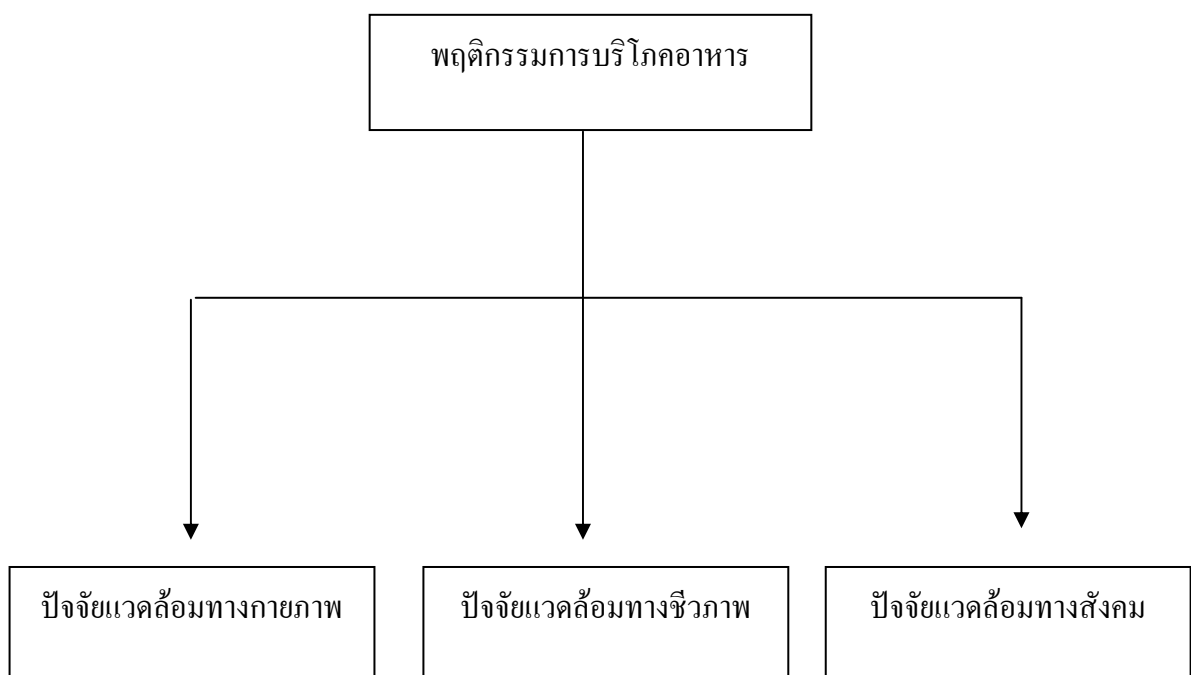 พฤติกรรมการบริโภคอาหาร
ปัจจัยแวดล้อมทางกายภาพ
ปัจจัยแวดล้อมทางชีวภาพ
ปัจจัยแวดล้อมทางสังคม